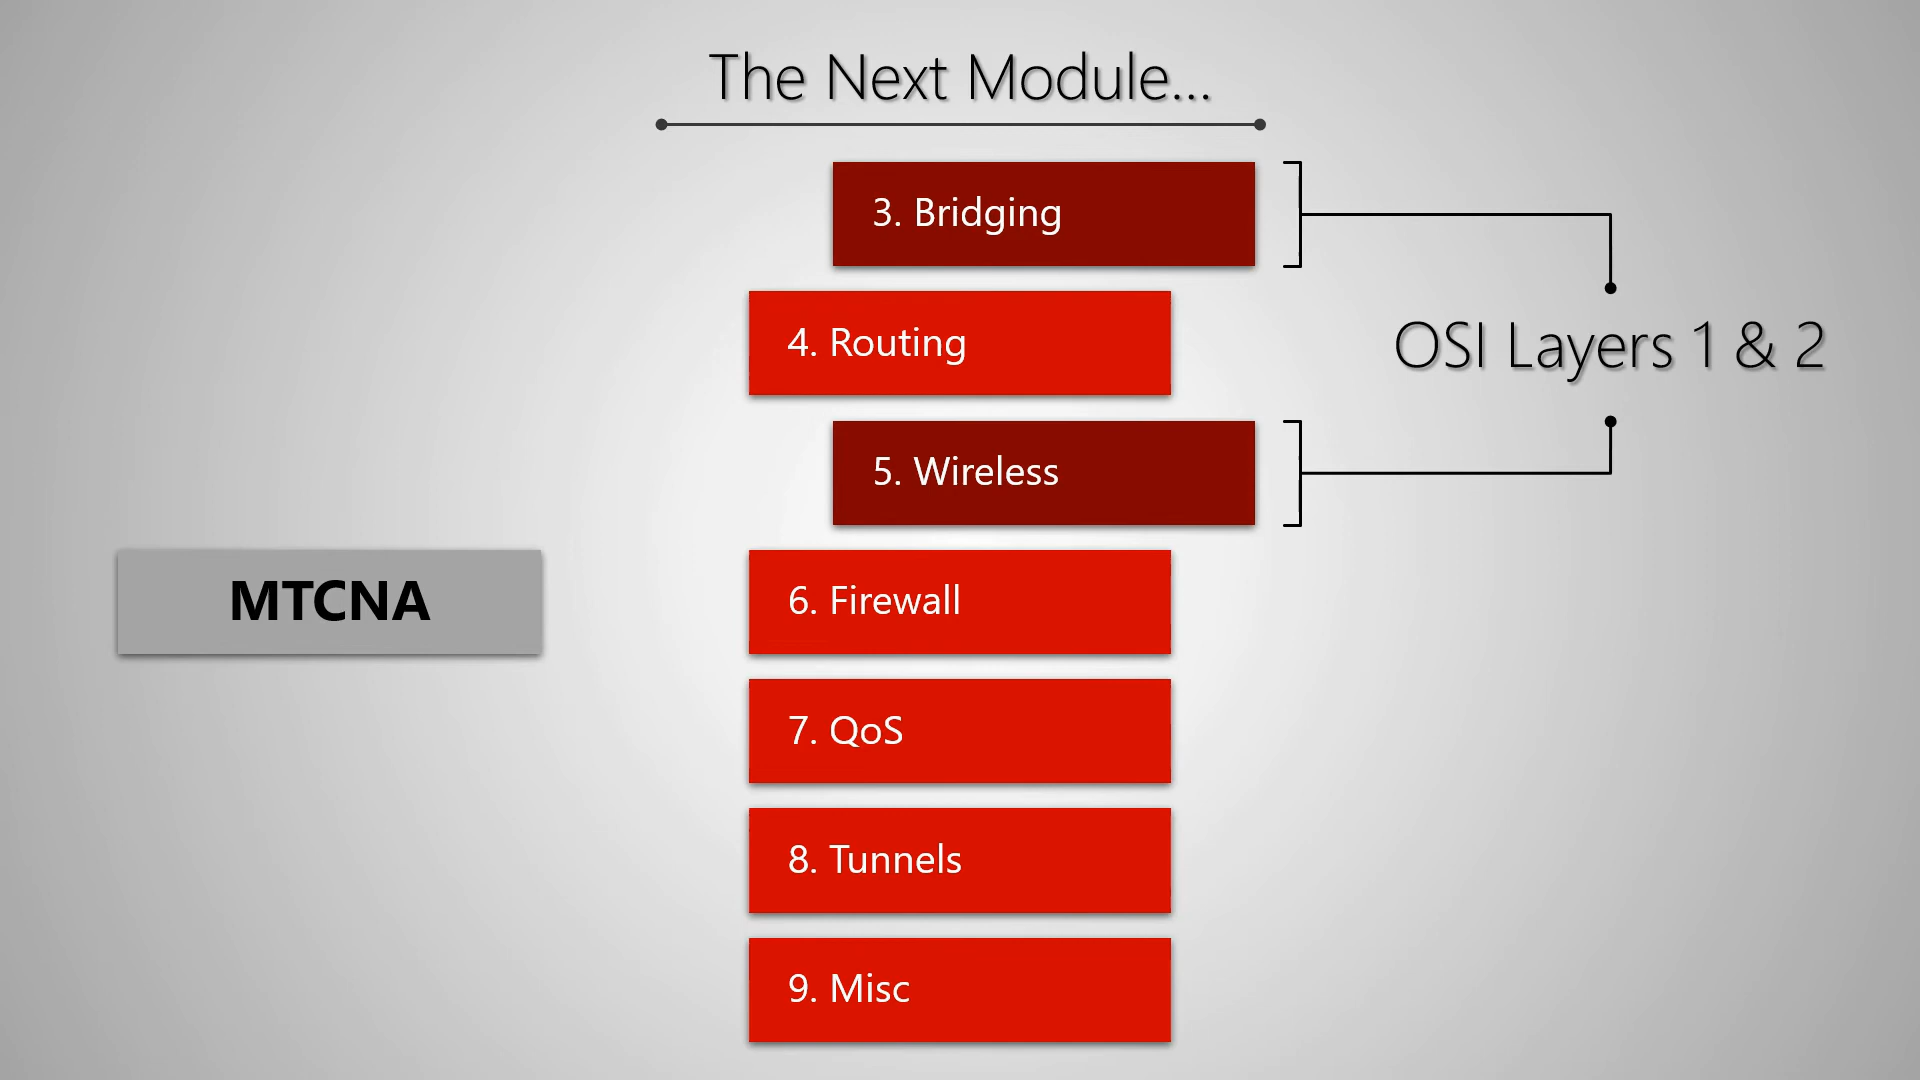 The Next Module...
3. Bridging
4. Routing
OSI Layers 1 & 2
5. Wireless
MTCNA
6. Firewall
7. QoS
8. Tunnels
9. Misc